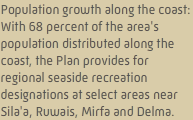 Population growth along the coast:
With 68 percent of the area's
population distributed along the
coast, the Plan provides for
regional seaside recreation
designations at select areas near
Sila'a, Ruwais, Mirfa and Delma.